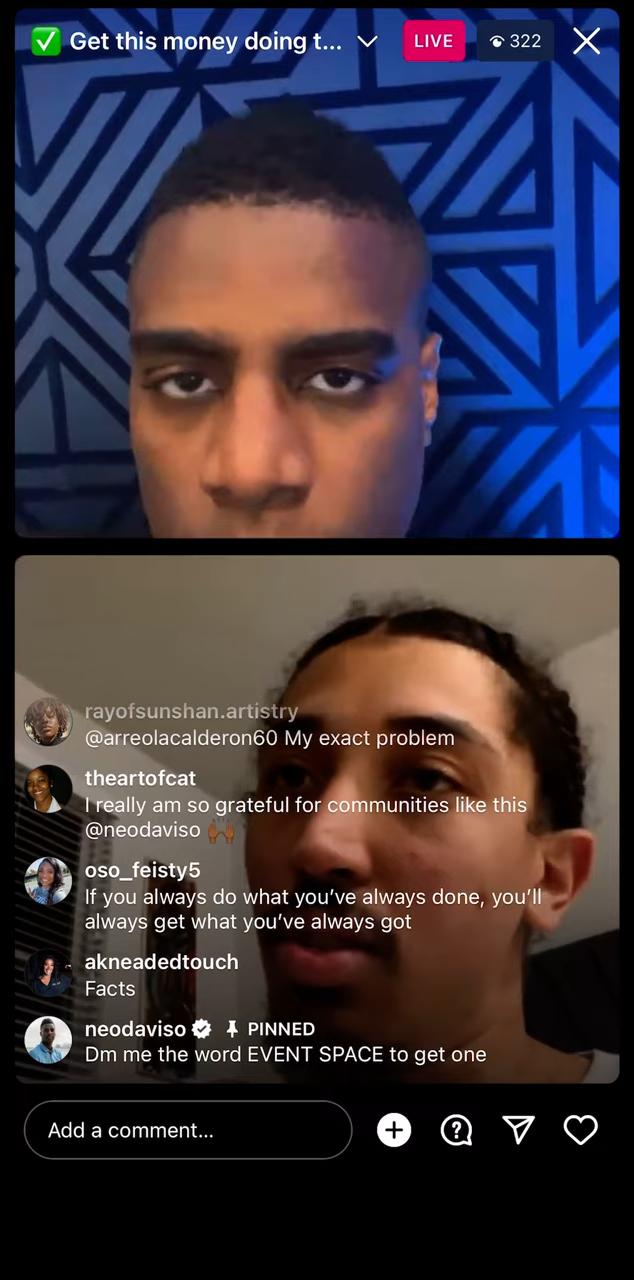 ✅ Get this money doing t...
LIVE
322
rayofsunshan.artistry
@arreolacalderon60 My exact problem
theartofcat
I really am so grateful for communities like this
@neodaviso 🙌🏾
oso_feisty5
If you always do what you’ve always done, you’ll
always get what you’ve always got
akneadedtouch
Facts
neodaviso PINNED
Dm me the word EVENT SPACE to get one
Add a comment...